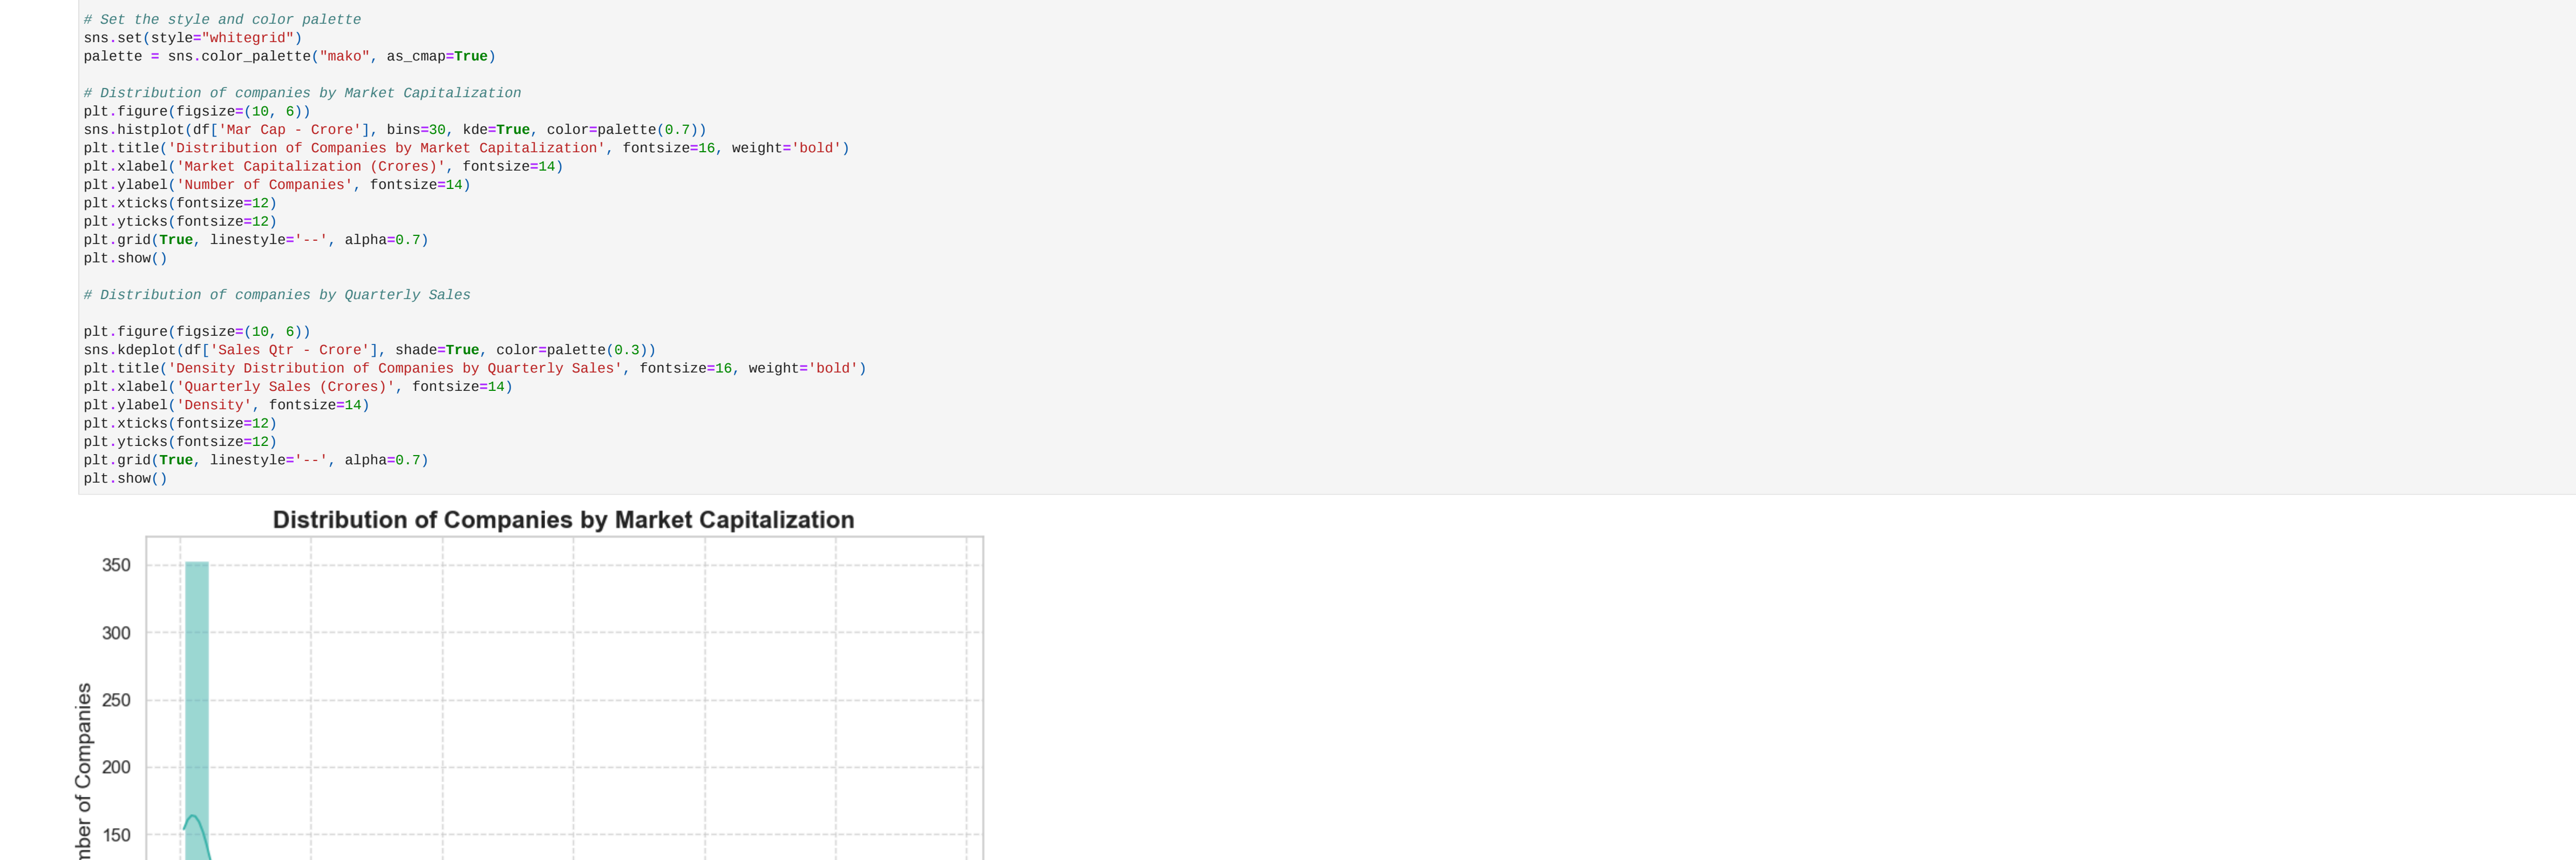 # Set the style and color palette
sns.set(style="whitegrid")
palette = sns.color_palette("mako", as_cmap=True)
# Distribution of companies by Market Capitalization
plt.figure(figsize=(10, 6))
sns.histplot(df['Mar Cap - Crore'], bins=30, kde=True, color=palette(0.7))
plt.title('Distribution of Companies by Market Capitalization', fontsize=16, weight='bold')
plt.xlabel('Market Capitalization (Crores)', fontsize=14)
plt.ylabel('Number of Companies', fontsize=14)
plt.xticks(fontsize=12)
plt.yticks(fontsize=12)
plt.grid(True, linestyle='--', alpha=0.7)
plt.show()
# Distribution of companies by Quarterly Sales
plt.figure(figsize=(10, 6))
sns.kdeplot(df['Sales Qtr - Crore'], shade=True, color=palette(0.3))
plt.title('Density Distribution of Companies by Quarterly Sales', fontsize=16, weight='bold')
plt.xlabel('Quarterly Sales (Crores)', fontsize=14)
plt.ylabel('Density', fontsize=14)
plt.xticks(fontsize=12)
plt.yticks(fontsize=12)
plt.grid(True, linestyle='--', alpha=0.7)
plt.show()
Distribution of Companies by Market Capitalization
350
300
250
200
150
mber of Companies